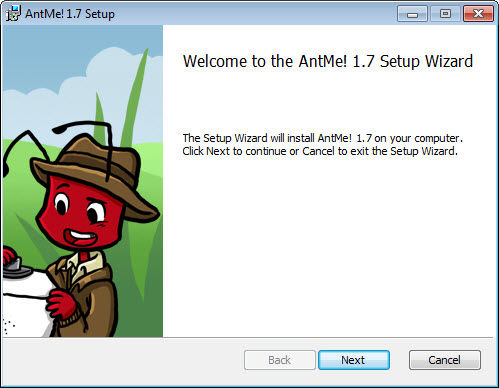 AntMe! 1.7 Setup
Welcome to the AntMe! 1.7 Setup Wizard
The Setup Wizard will install AntMe! 1.7 on your computer.
Click Next to continue or Cancel to exit the Setup Wizard.
Back
Next
Cancel